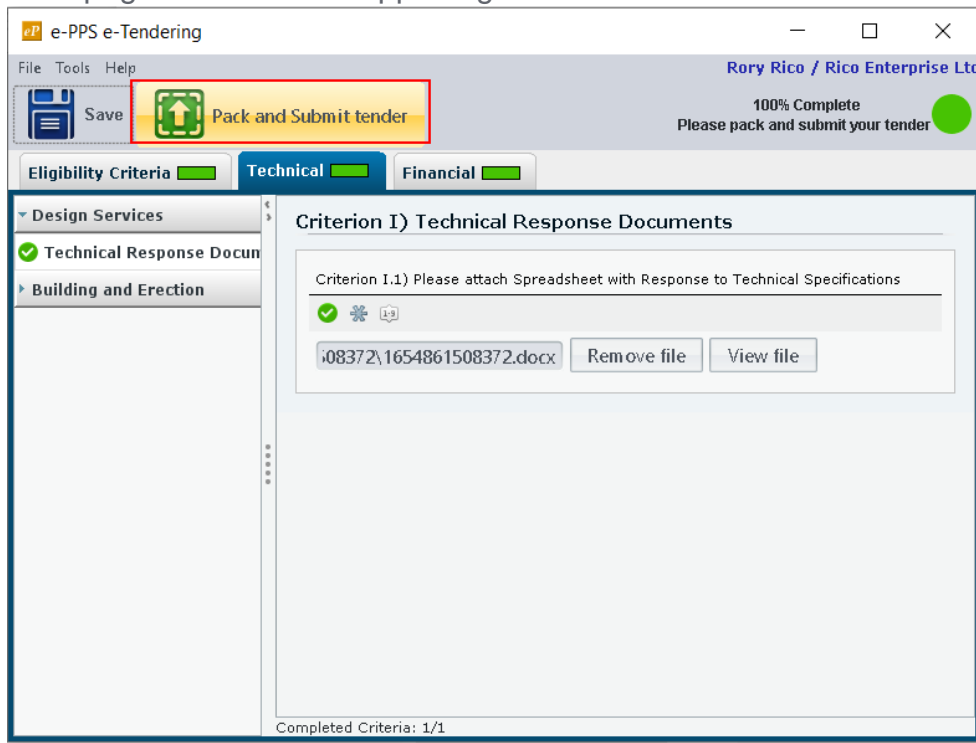 eP e-PPS e-Tendering
File Tools Help
Rory Rico / Rico Enterprise Ltd
Save
Pack and Submit tender
100% Complete
Please pack and submit your tender
Eligibility Criteria
Technical
Financial
Design Services
Technical Response Docum
Building and Erection
Criterion I) Technical Response Documents
Criterion I.1) Please attach Spreadsheet with Response to Technical Specifications
1-9
508372\1654861508372.docx
Remove file
View file
Completed Criteria: 1/1